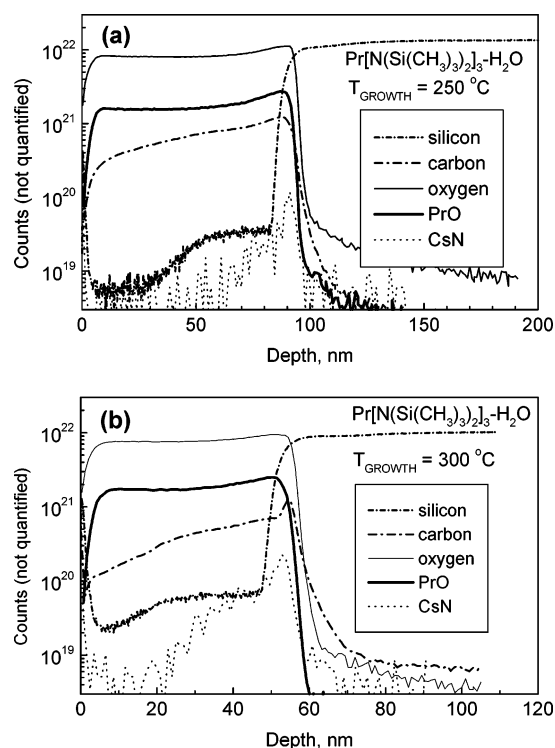 (a)
Pr[N(Si(CH₃)₃)₂]₃-H₂O
T_GROWTH = 250 °C
silicon
carbon
oxygen
PrO
CsN
Counts (not quantified)
10²²
10²¹
10²⁰
10¹⁹
0 50 100 150 200
Depth, nm
(b)
Pr[N(Si(CH₃)₃)₂]₃-H₂O
T_GROWTH = 300 °C
silicon
carbon
oxygen
PrO
CsN
Counts (not quantified)
10²²
10²¹
10²⁰
10¹⁹
0 20 40 60 80 100 120
Depth, nm